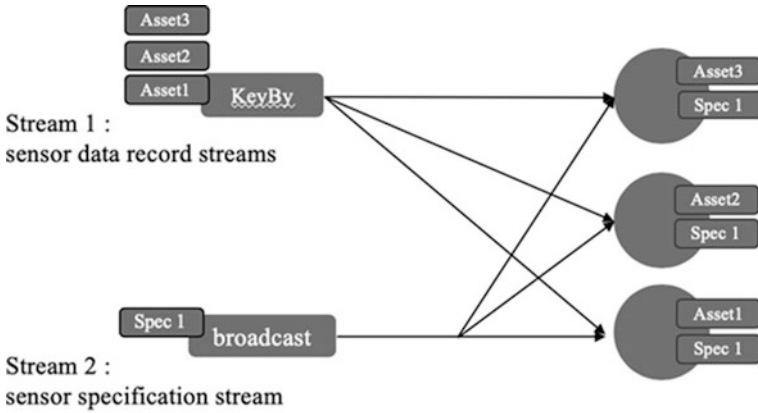 Asset3
Asset2
Asset1
KeyBy
Stream 1 :
sensor data record streams
Asset3
Spec 1
Asset2
Spec 1
Spec 1
broadcast
Asset1
Spec 1
Stream 2 :
sensor specification stream